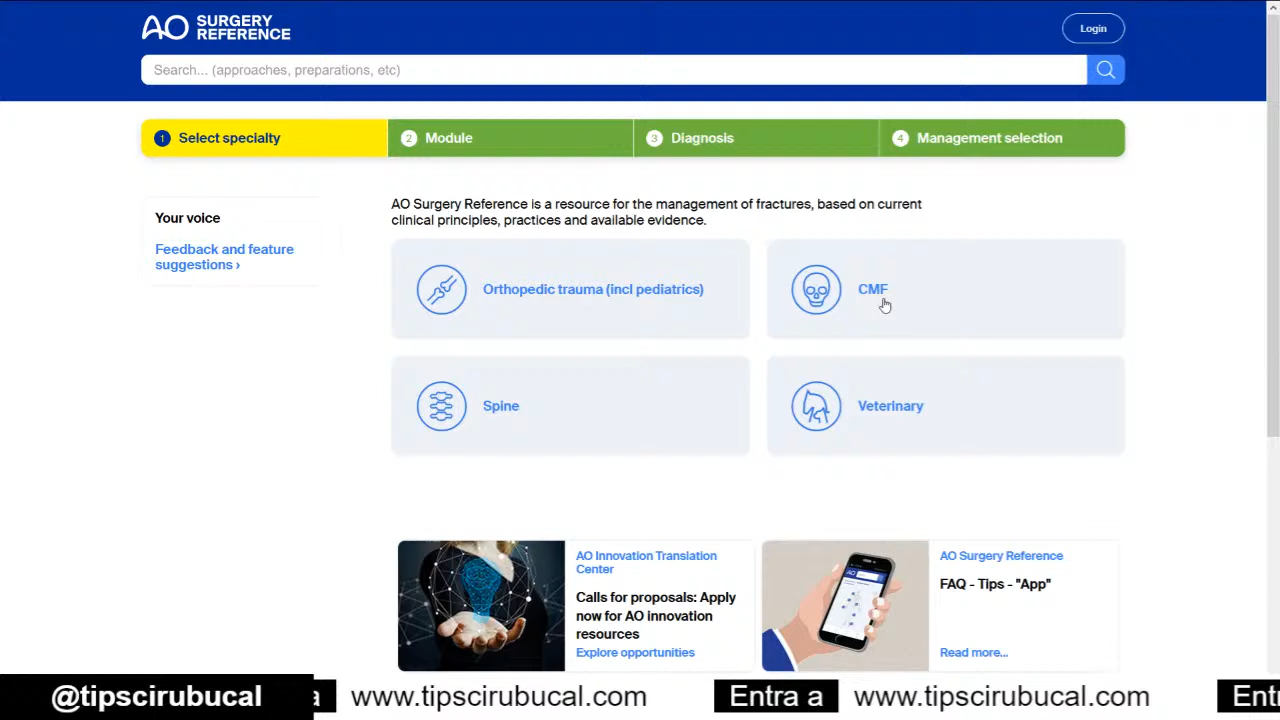 AO SURGERY
REFERENCE
Login
Search... (approaches, preparations, etc)
1 Select specialty
2 Module
3 Diagnosis
4 Management selection
Your voice
Feedback and feature
suggestions ›
AO Surgery Reference is a resource for the management of fractures, based on current
clinical principles, practices and available evidence.
Orthopedic trauma (incl pediatrics)
CMF
Spine
Veterinary
AO Innovation Translation
Center
Calls for proposals: Apply
now for AO innovation
resources
Explore opportunities
AO Surgery Reference
FAQ - Tips - "App"
Read more...
@tipscirubucal
a www.tipscirubucal.com Entra a www.tipscirubucal.com Entr